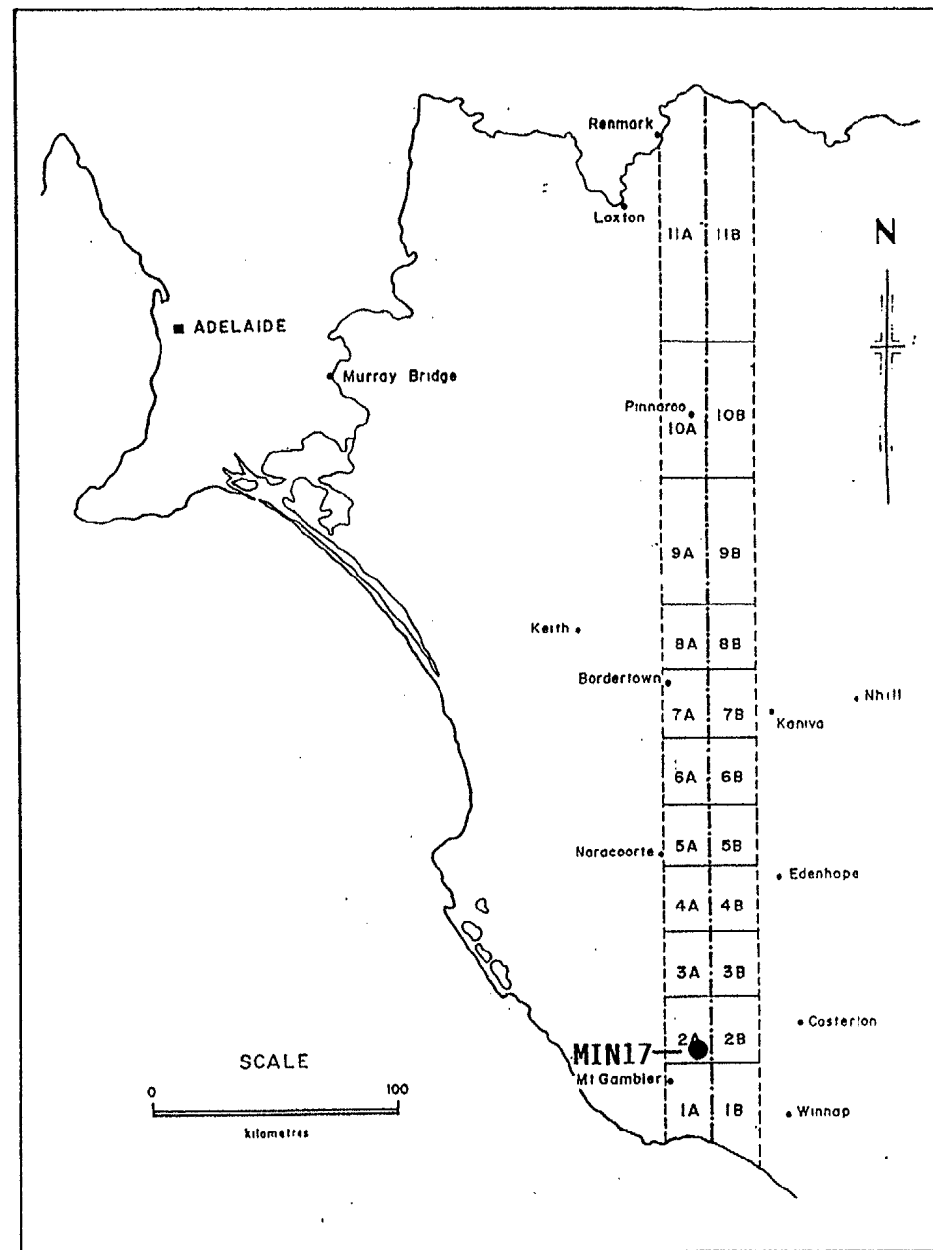 Renmark
Loxton
11A 11B
N
ADELAIDE
Murray Bridge
Pinnaroo
10A 10B
9A 9B
Keith
8A 8B
Bordertown
Nhill
7A 7B
Kaniva
6A 6B
Naracoorte
5A 5B
Edenhope
4A 4B
3A 3B
Casterton
2A 2B
MIN17
SCALE
Mt Gambier
0 100
1A 1B
Winnap
kilometres